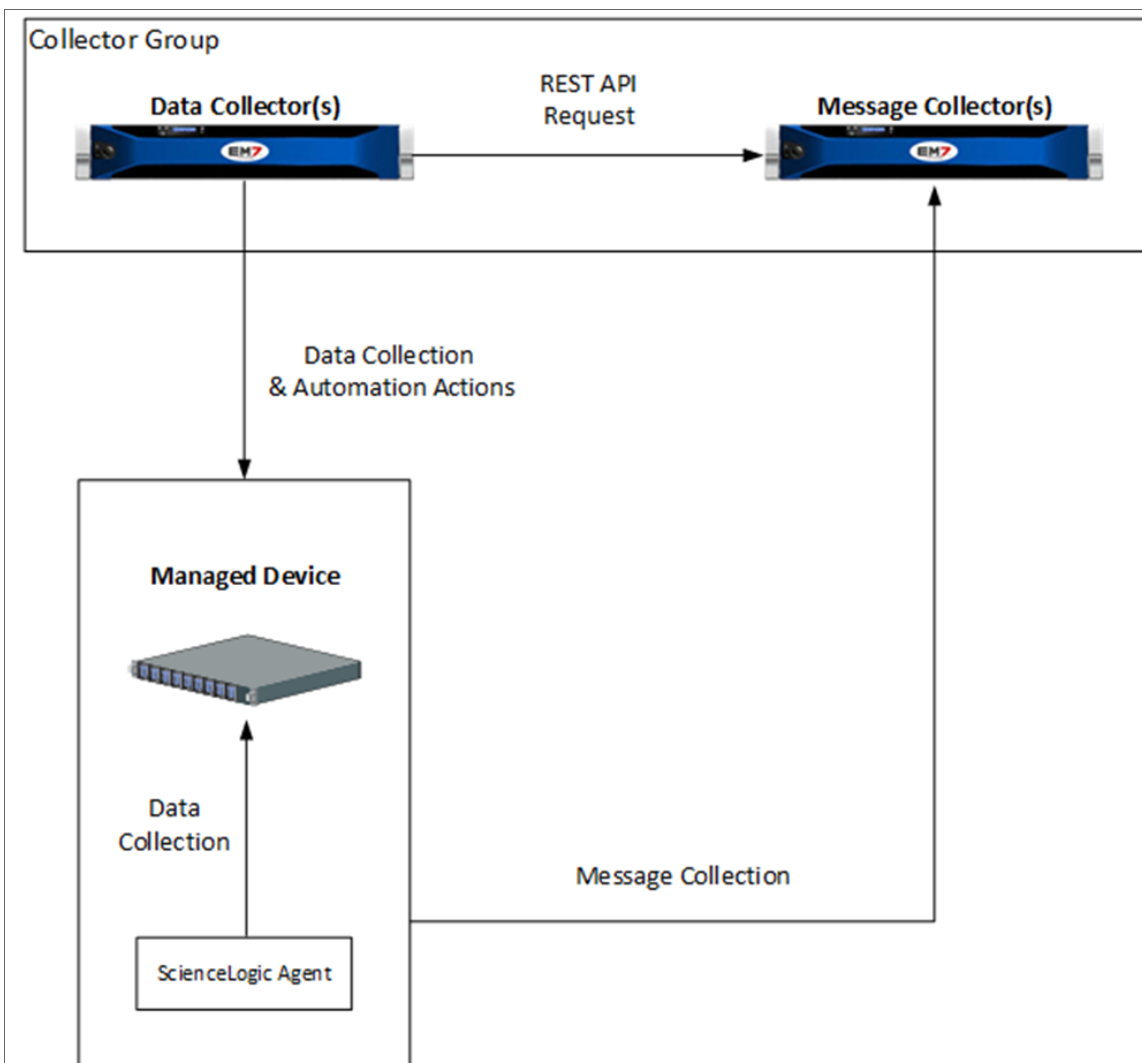 Collector Group
Data Collector(s)
EM7
REST API
Request
Message Collector(s)
EM7
Data Collection
& Automation Actions
Managed Device
Data
Collection
Message Collection
ScienceLogic Agent